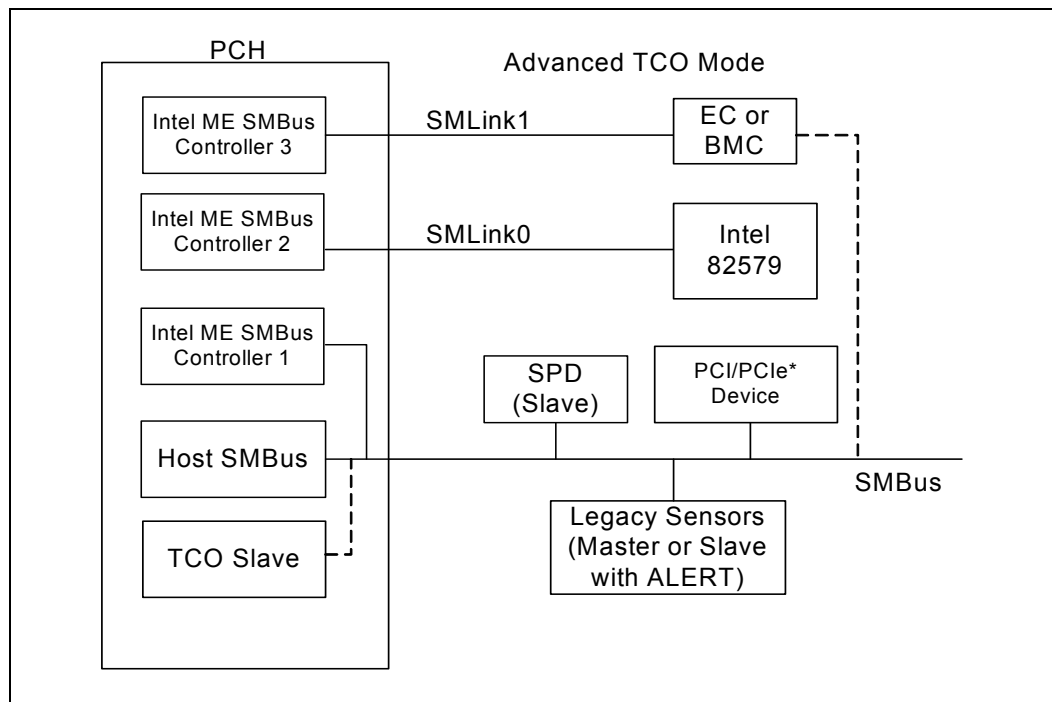 PCH
Advanced TCO Mode
Intel ME SMBus
Controller 3
SMLink1
EC or
BMC
Intel ME SMBus
Controller 2
SMLink0
Intel
82579
Intel ME SMBus
Controller 1
SPD
(Slave)
PCI/PCIe*
Device
Host SMBus
SMBus
TCO Slave
Legacy Sensors
(Master or Slave
with ALERT)